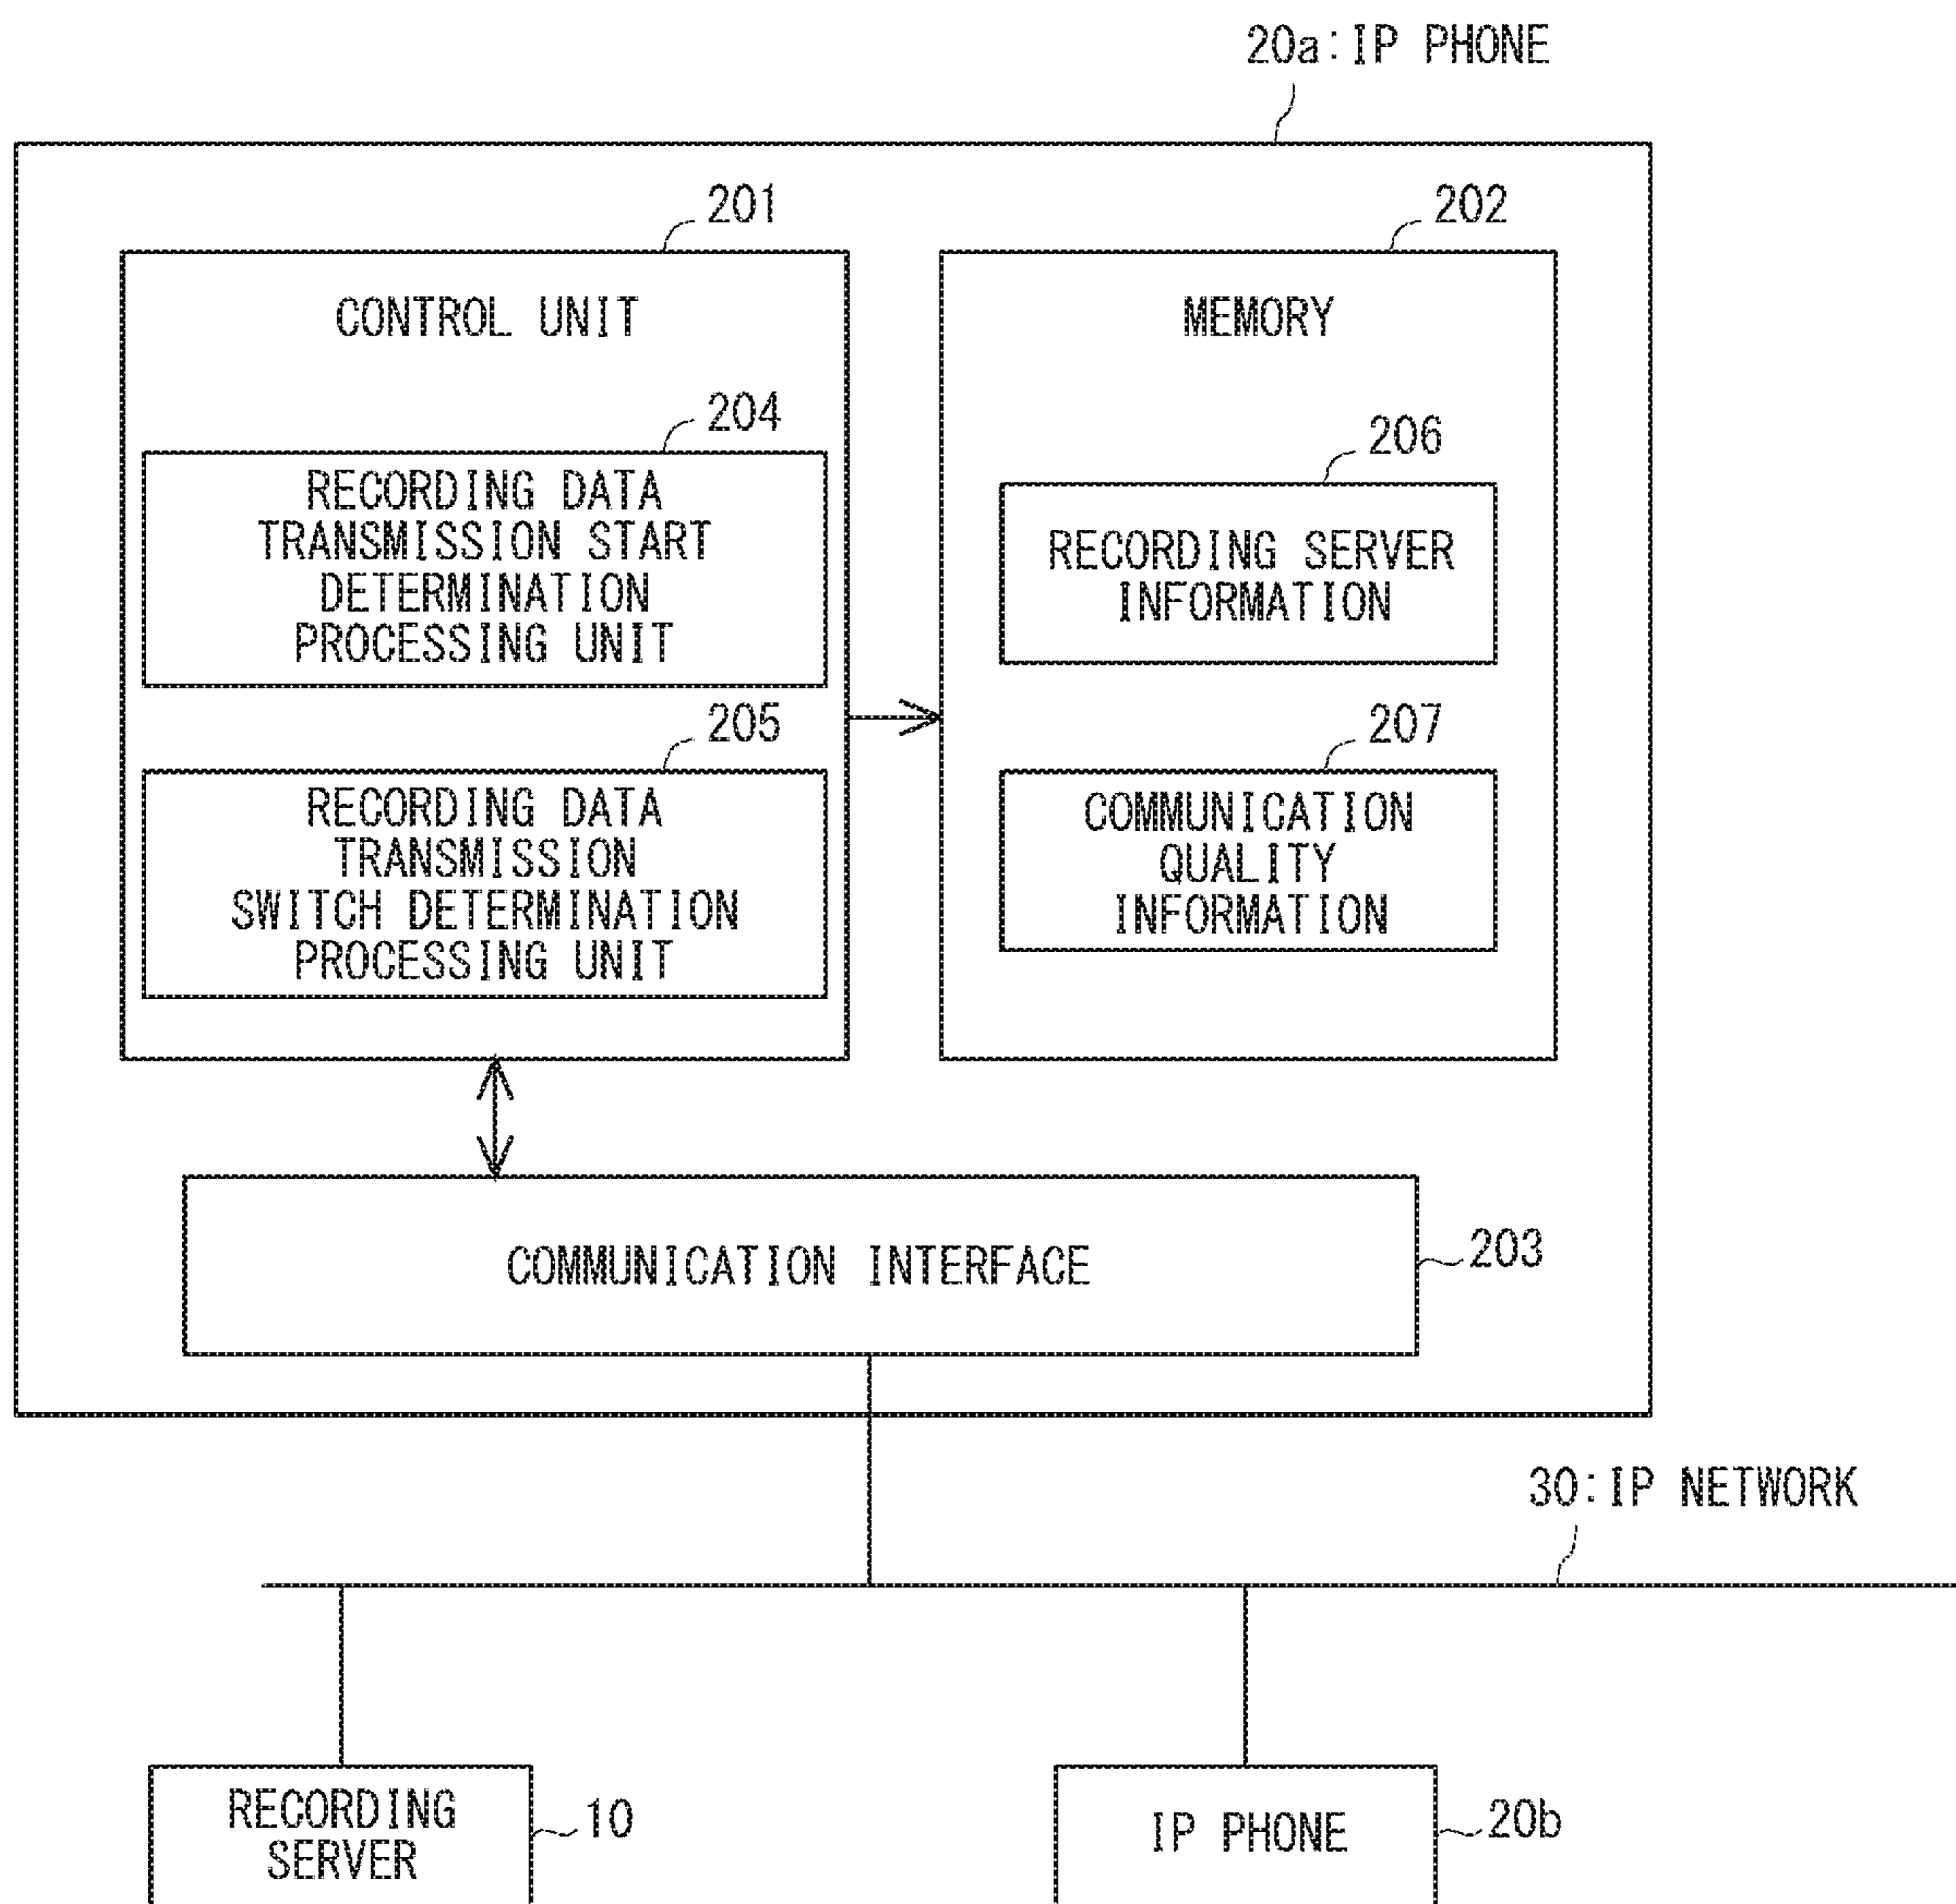 20a:IP PHONE
201
202
CONTROL UNIT
MEMORY
204
RECORDING DATA
TRANSMISSION START
DETERMINATION
PROCESSING UNIT
206
RECORDING SERVER
INFORMATION
205
RECORDING DATA
TRANSMISSION
SWITCH DETERMINATION
PROCESSING UNIT
207
COMMUNICATION
QUALITY
INFORMATION
COMMUNICATION INTERFACE
203
30:IP NETWORK
RECORDING
SERVER
10
IP PHONE
20b